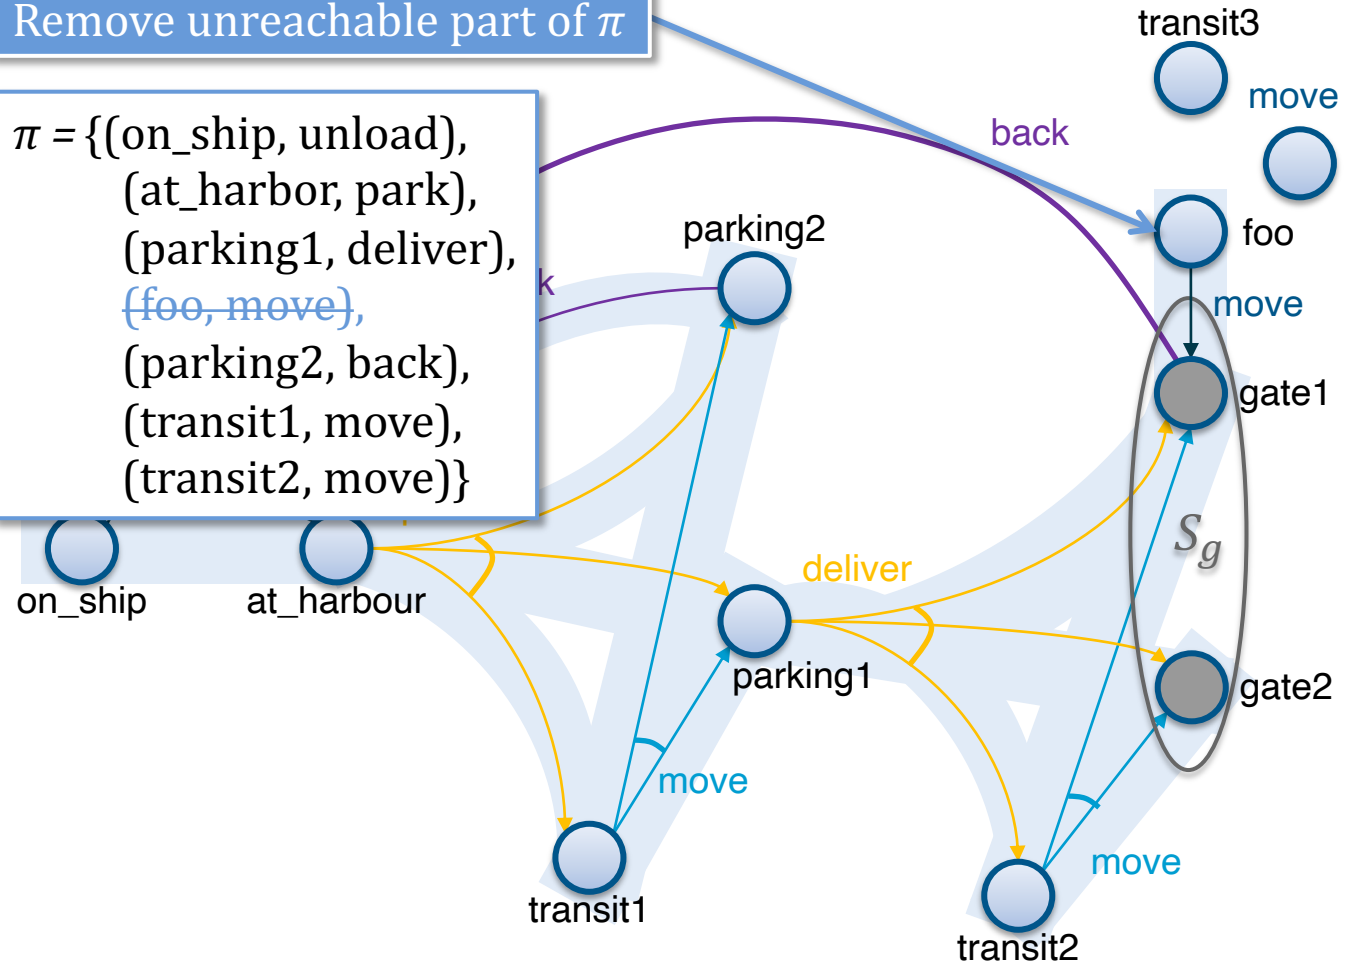 Remove unreachable part of π
transit3
move
π = {(on_ship, unload),
(at_harbor, park),
(parking1, deliver),
(foo, move),
(parking2, back),
(transit1, move),
(transit2, move)}
back
foo
parking2
k
move
gate1
S_g
deliver
on_ship
at_harbour
parking1
gate2
move
move
transit1
transit2